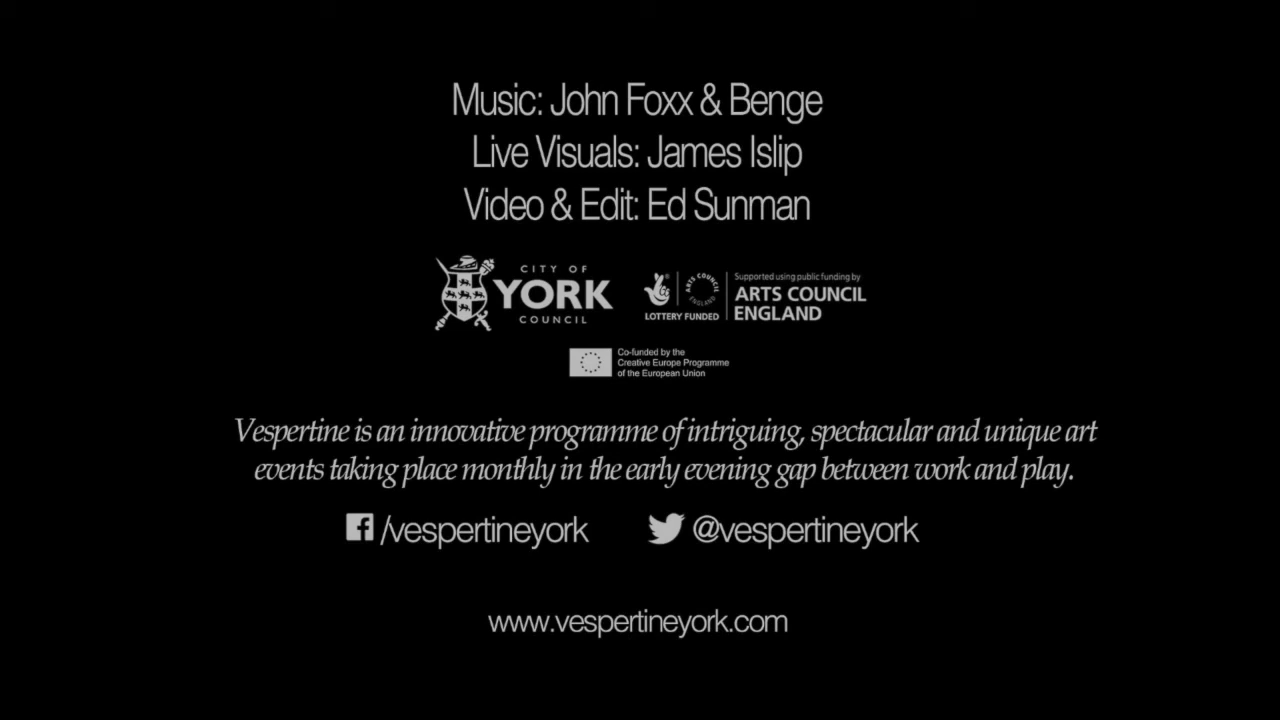 Music: John Foxx & Benge
Live Visuals: James Islip
Video & Edit: Ed Sunman
CITY OF
YORK
COUNCIL
LOTTERY FUNDED
ARTS COUNCIL
ENGLAND
Supported using public funding by
ARTS COUNCIL
ENGLAND
Co-funded by the
Creative Europe Programme
of the European Union
Vespertine is an innovative programme of intriguing, spectacular and unique art
events taking place monthly in the early evening gap between work and play.
/vespertineyork
@vespertineyork
www.vespertineyork.com